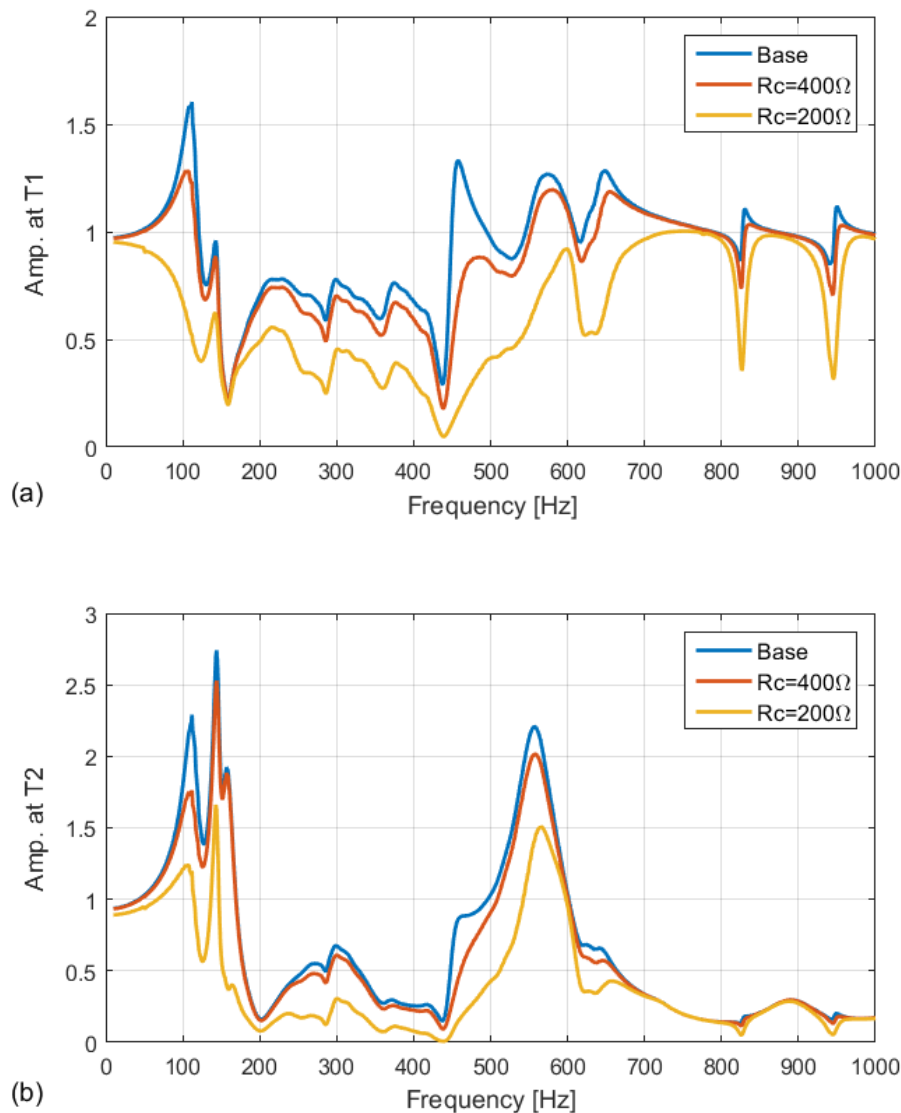 2
1.5
1
0.5
0
Amp. at T1
Base
Rc=400Ω
Rc=200Ω
0 100 200 300 400 500 600 700 800 900 1000
Frequency [Hz]
(a)
3
2.5
2
1.5
1
0.5
0
Amp. at T2
Base
Rc=400Ω
Rc=200Ω
0 100 200 300 400 500 600 700 800 900 1000
Frequency [Hz]
(b)